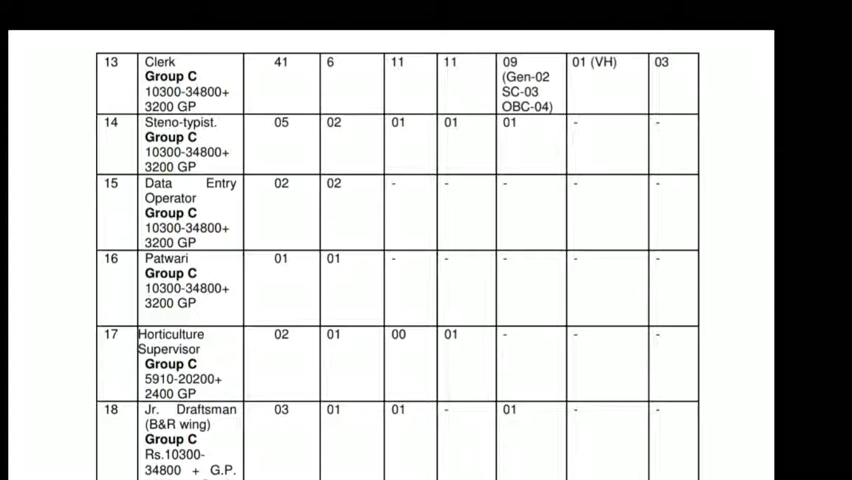 13 Clerk 41 6 11 11 09 01 (VH) 03
Group C (Gen-02
10300-34800+ SC-03
3200 GP OBC-04)
14 Steno-typist. 05 02 01 01 01 - -
Group C
10300-34800+
3200 GP
15 Data Entry 02 02 - - - - -
Operator
Group C
10300-34800+
3200 GP
16 Patwari 01 01 - - - - -
Group C
10300-34800+
3200 GP
17 Horticulture 02 01 00 01 - - -
Supervisor
Group C
5910-20200+
2400 GP
18 Jr. Draftsman 03 01 01 - 01 - -
(B&R wing)
Group C
Rs.10300-
34800 + G.P.